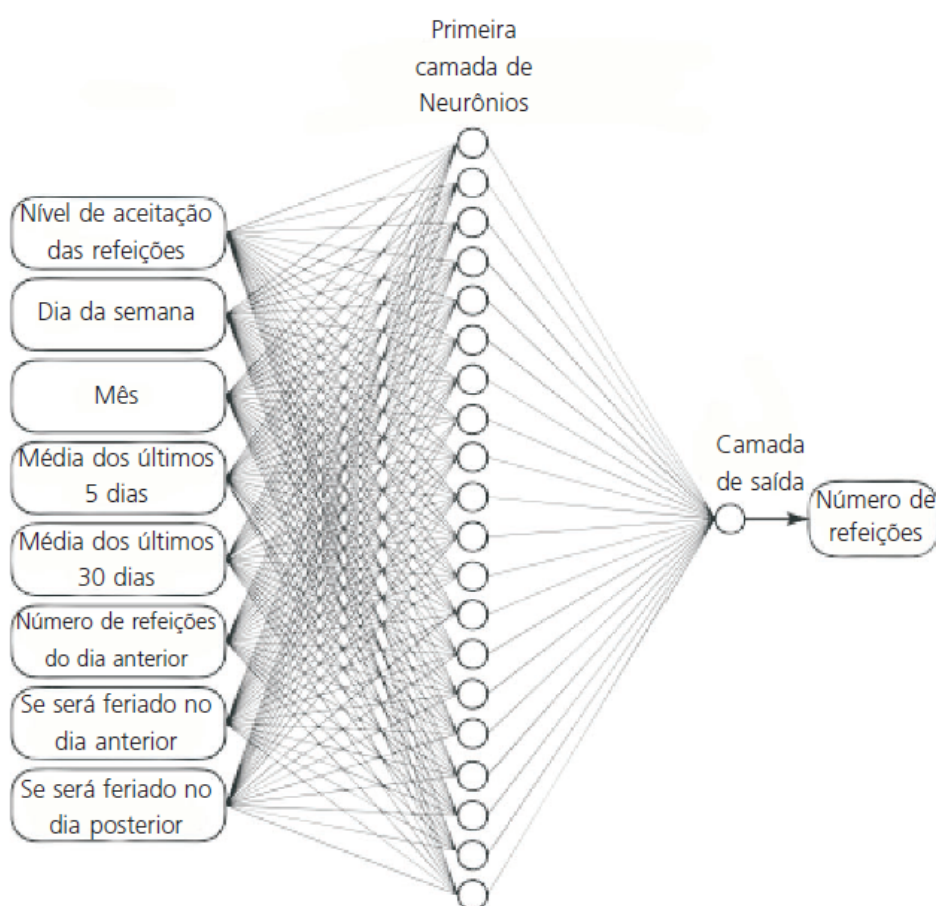 Primeira
camada de
Neurônios
Nível de aceitação
das refeições
Dia da semana
Mês
Média dos últimos
5 dias
Média dos últimos
30 dias
Número de refeições
do dia anterior
Se será feriado no
dia anterior
Se será feriado no
dia posterior
Camada
de saída
Número de
refeições